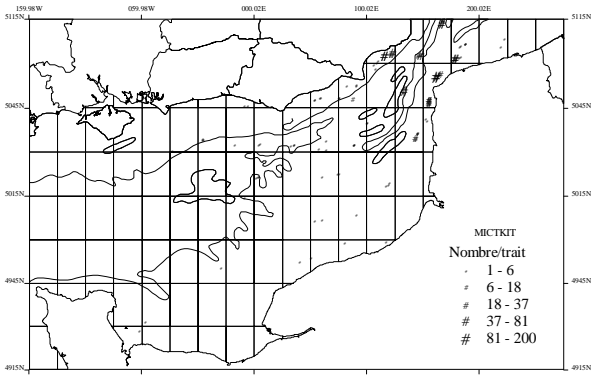 159.98W 159.98W 000.02E 100.02E 200.02E
5115N 5115N
5045N 5045N
5015N 5015N
4945N 4945N
4915N 4915N
MICTKIT
Nombre/trait
# 1 - 6
# 6 - 18
# 18 - 37
# 37 - 81
# 81 - 200